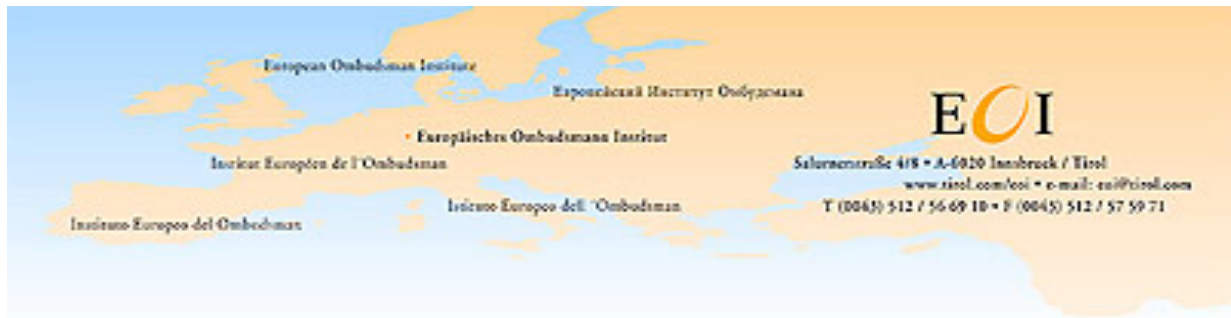 European Ombudsman Institute
Европейский Институт Омбудсмана
• Europäisches Ombudsmann Institut
Institut Européen de l'Ombudsman
Istituto Europeo dell'Ombudsman
Instituto Europeo del Ombudsman
EOI
Salurnerstraße 4/8 • A-6020 Innsbruck / Tirol
www.tirol.com/eoi • e-mail: eoi@tirol.com
T (0043) 512 / 56 69 10 • F (0043) 512 / 57 59 71